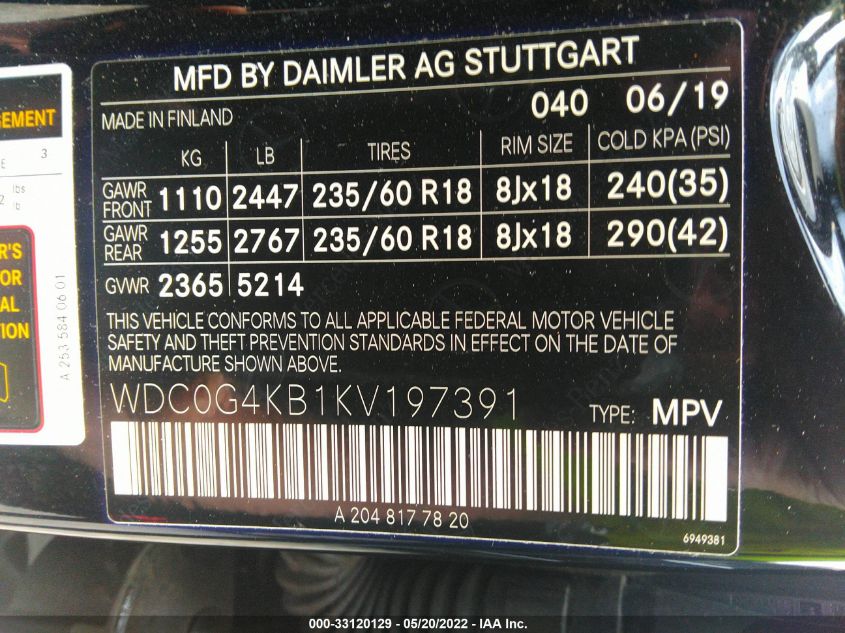 MFD BY DAIMLER AG STUTTGART
MADE IN FINLAND 040 06/19
KG LB TIRES RIM SIZE COLD KPA (PSI)
GAWR FRONT 1110 2447 235/60 R18 8Jx18 240(35)
GAWR REAR 1255 2767 235/60 R18 8Jx18 290(42)
GVWR 2365 5214
THIS VEHICLE CONFORMS TO ALL APPLICABLE FEDERAL MOTOR VEHICLE
SAFETY AND THEFT PREVENTION STANDARDS IN EFFECT ON THE DATE OF
MANUFACTURE SHOWN ABOVE.
WDC0G4KB1KV197391 TYPE: MPV
A 204 817 78 20
6949381
3
lbs
lb
A 253 584 06 01
000-33120129 - 05/20/2022 - IAA Inc.